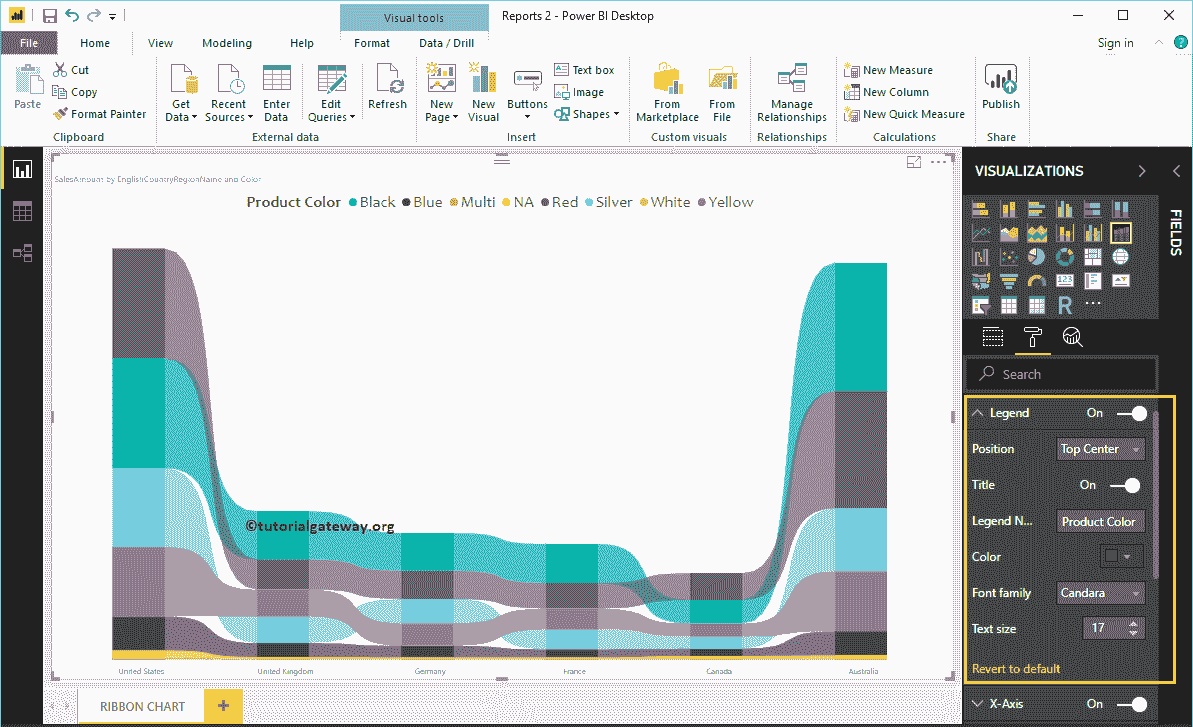 Visual tools
Reports 2 - Power BI Desktop
File Home View Modeling Help Format Data / Drill Sign in ?
Paste
Cut
Copy
Format Painter
Clipboard
Get Data
Recent Sources
Enter Data
Edit Queries
External data
Refresh
New Page
New Visual
Buttons
Text box
Image
Shapes
Insert
From Marketplace
From File
Custom visuals
Manage Relationships
Relationships
New Measure
New Column
New Quick Measure
Calculations
Publish
Share
SalesAmount by EnglishCountryRegionName and Color
Product Color Black Blue Multi NA Red Silver White Yellow
©tutorialgateway.org
United States United Kingdom Germany France Canada Australia
RIBBON CHART +
VISUALIZATIONS
FIELDS
123
R
Search
Legend On
Position Top Center
Title On
Legend N... Product Color
Color
Font family Candara
Text size 17
Revert to default
X-Axis On